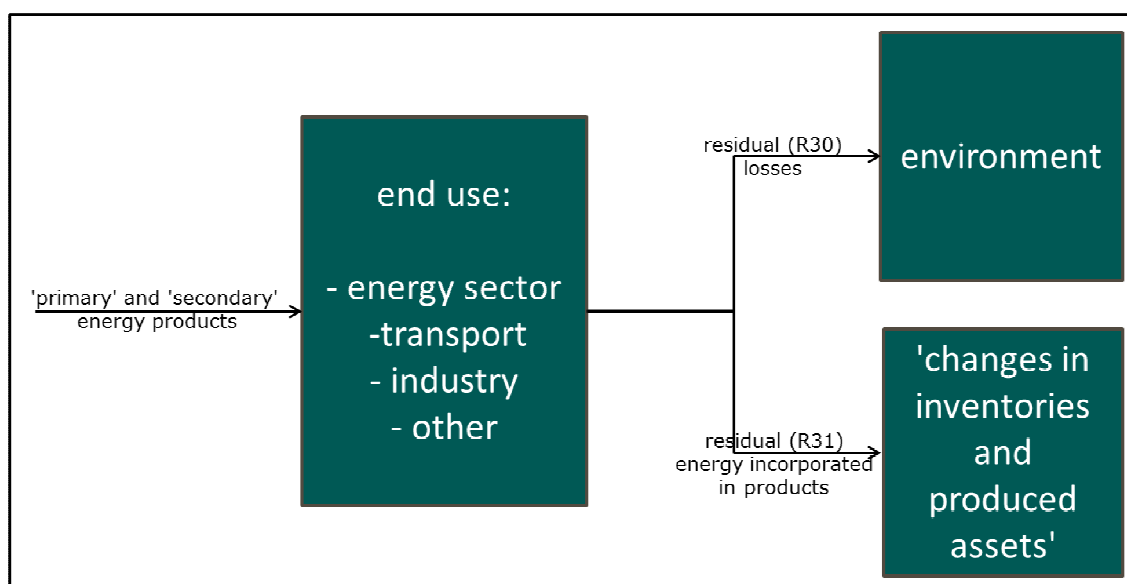 'primary' and 'secondary'
energy products
end use:
- energy sector
-transport
- industry
- other
residual (R30)
losses
environment
residual (R31)
energy incorporated
in products
'changes in
inventories
and
produced
assets'